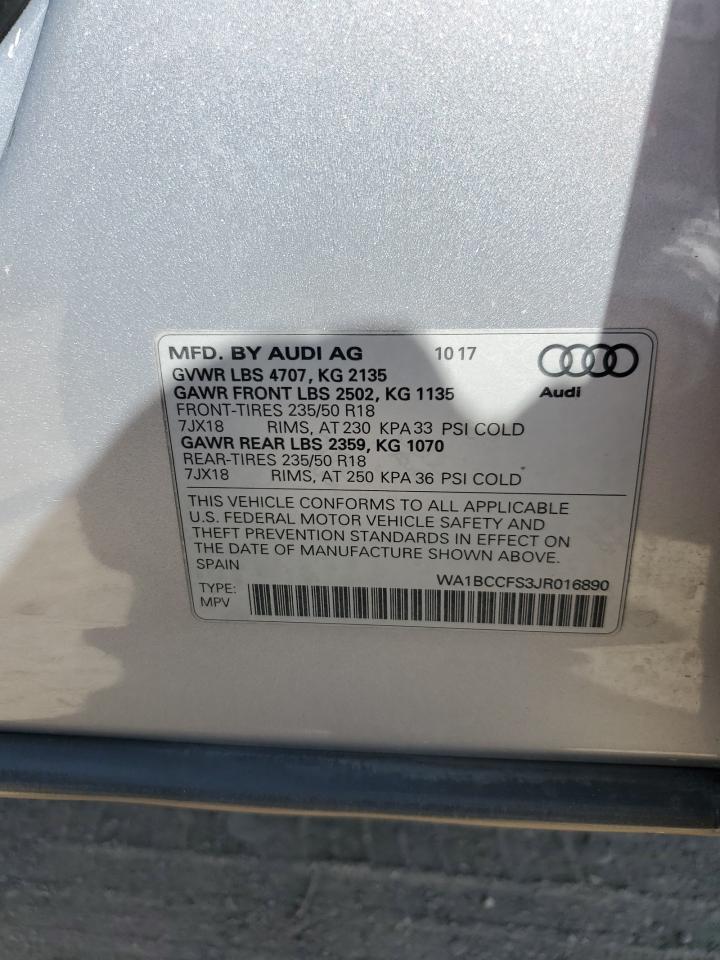 MFD. BY AUDI AG 10 17
GVWR LBS 4707, KG 2135
GAWR FRONT LBS 2502, KG 1135
Audi
FRONT-TIRES 235/50 R18
7JX18 RIMS, AT 230 KPA 33 PSI COLD
GAWR REAR LBS 2359, KG 1070
REAR-TIRES 235/50 R18
7JX18 RIMS, AT 250 KPA 36 PSI COLD
THIS VEHICLE CONFORMS TO ALL APPLICABLE
U.S. FEDERAL MOTOR VEHICLE SAFETY AND
THEFT PREVENTION STANDARDS IN EFFECT ON
THE DATE OF MANUFACTURE SHOWN ABOVE.
SPAIN
WA1BCCFS3JR016890
TYPE:
MPV